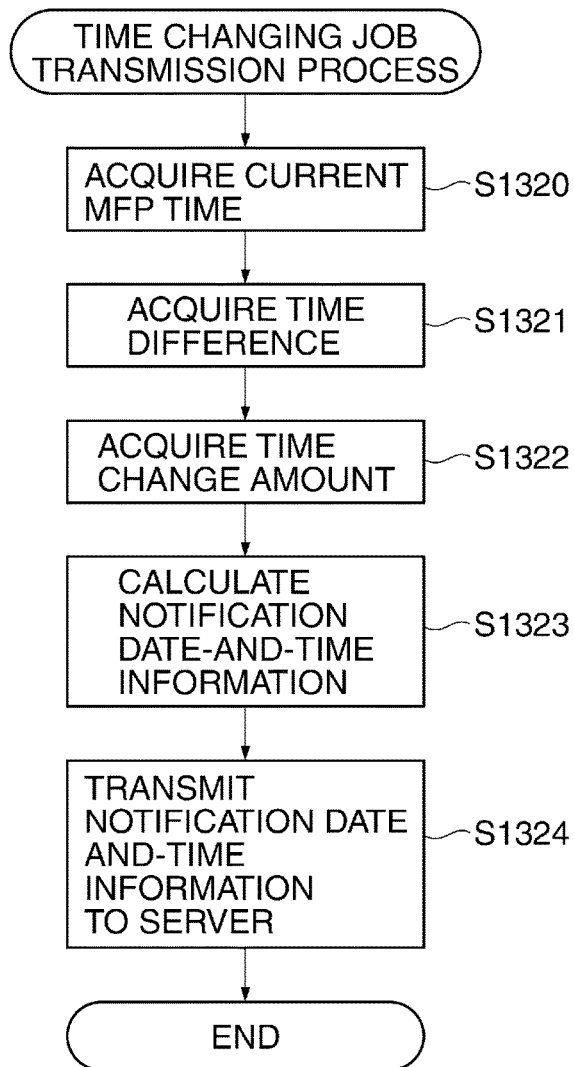 TIME CHANGING JOB
TRANSMISSION PROCESS
ACQUIRE CURRENT
MFP TIME
S1320
ACQUIRE TIME
DIFFERENCE
S1321
ACQUIRE TIME
CHANGE AMOUNT
S1322
CALCULATE
NOTIFICATION
DATE-AND-TIME
INFORMATION
S1323
TRANSMIT
NOTIFICATION DATE
AND-TIME
INFORMATION
TO SERVER
S1324
END